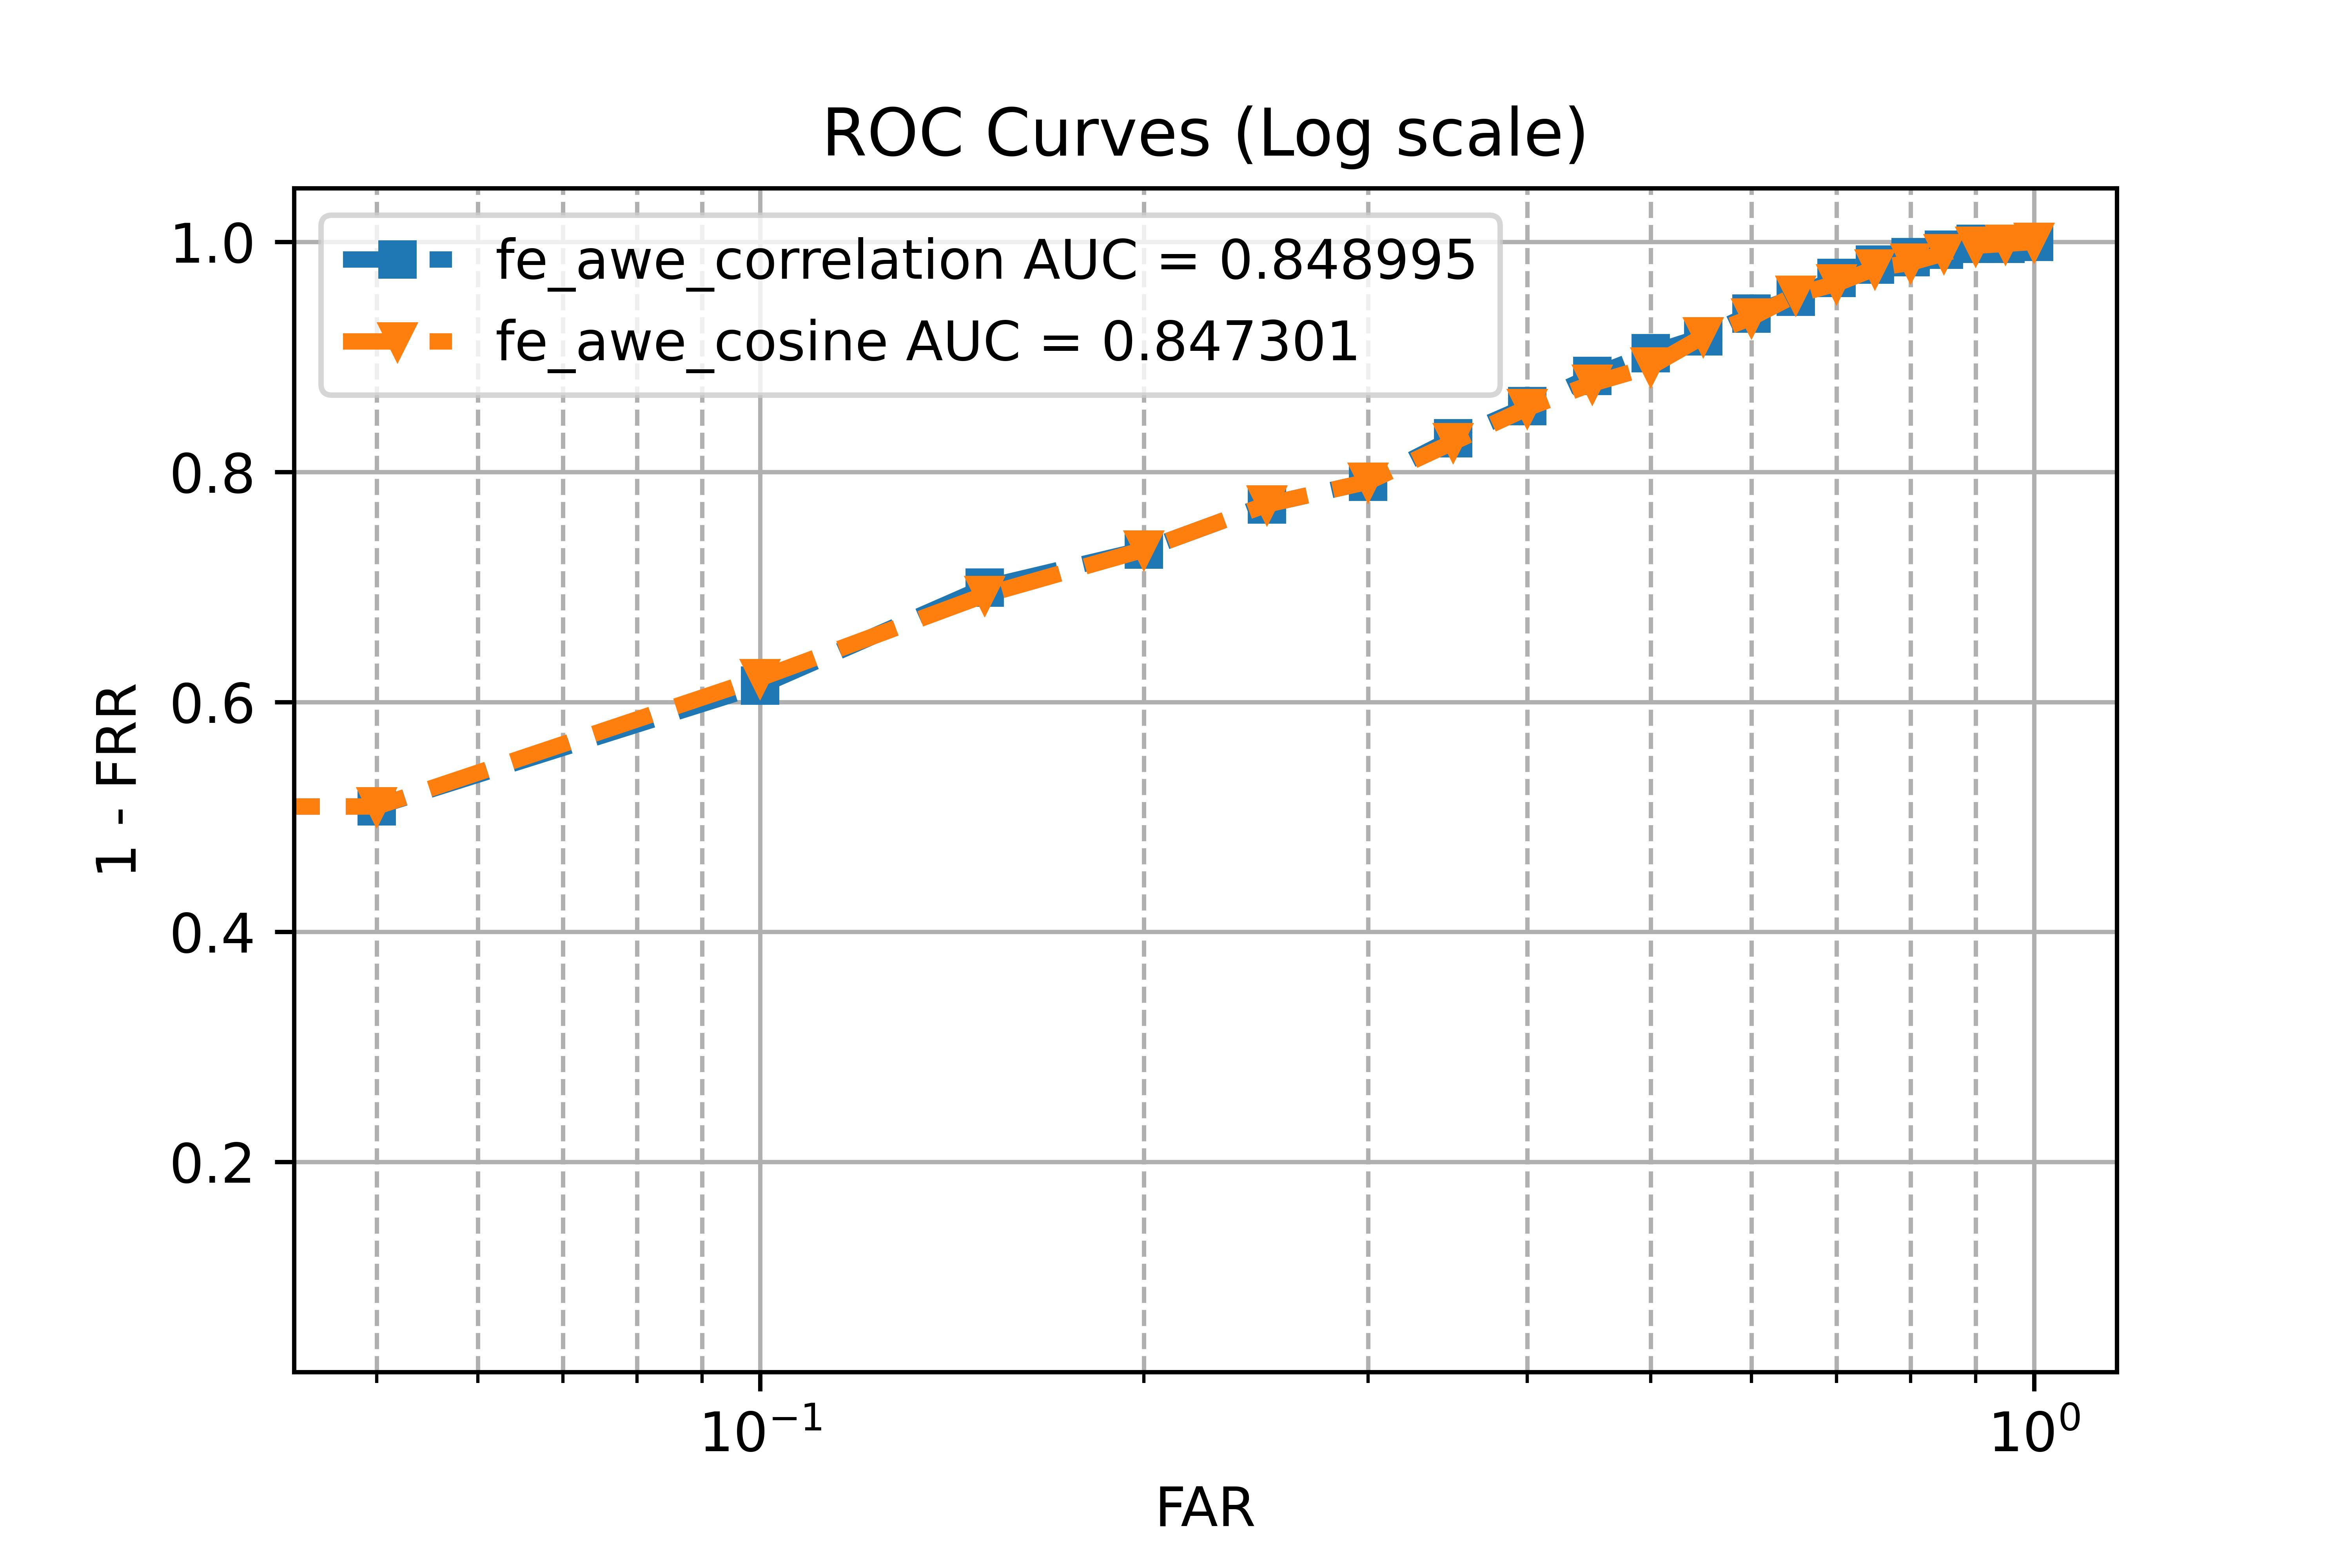 ROC Curves (Log scale)
fe_awe_correlation AUC = 0.848995
fe_awe_cosine AUC = 0.847301
1.0
0.8
0.6
0.4
0.2
1 - FRR
10⁻¹
10⁰
FAR